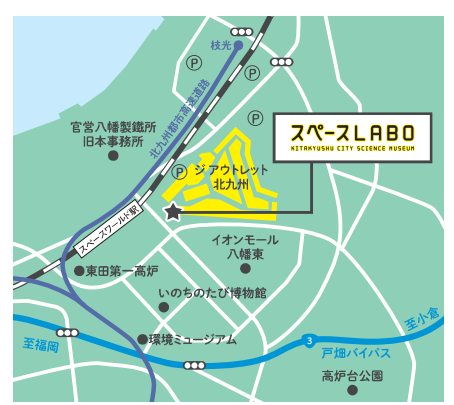 枝光
P
P
P
北九州都市高速道路
官営八幡製鐵所
旧本事務所
スペースLABO
KITAKYUSHU CITY SCIENCE MUSEUM
P
ジ アウトレット
北九州
スペースワールド駅
イオンモール
八幡東
東田第一高炉
いのちのたび博物館
環境ミュージアム
至小倉
3
至福岡
戸畑バイパス
高炉台公園